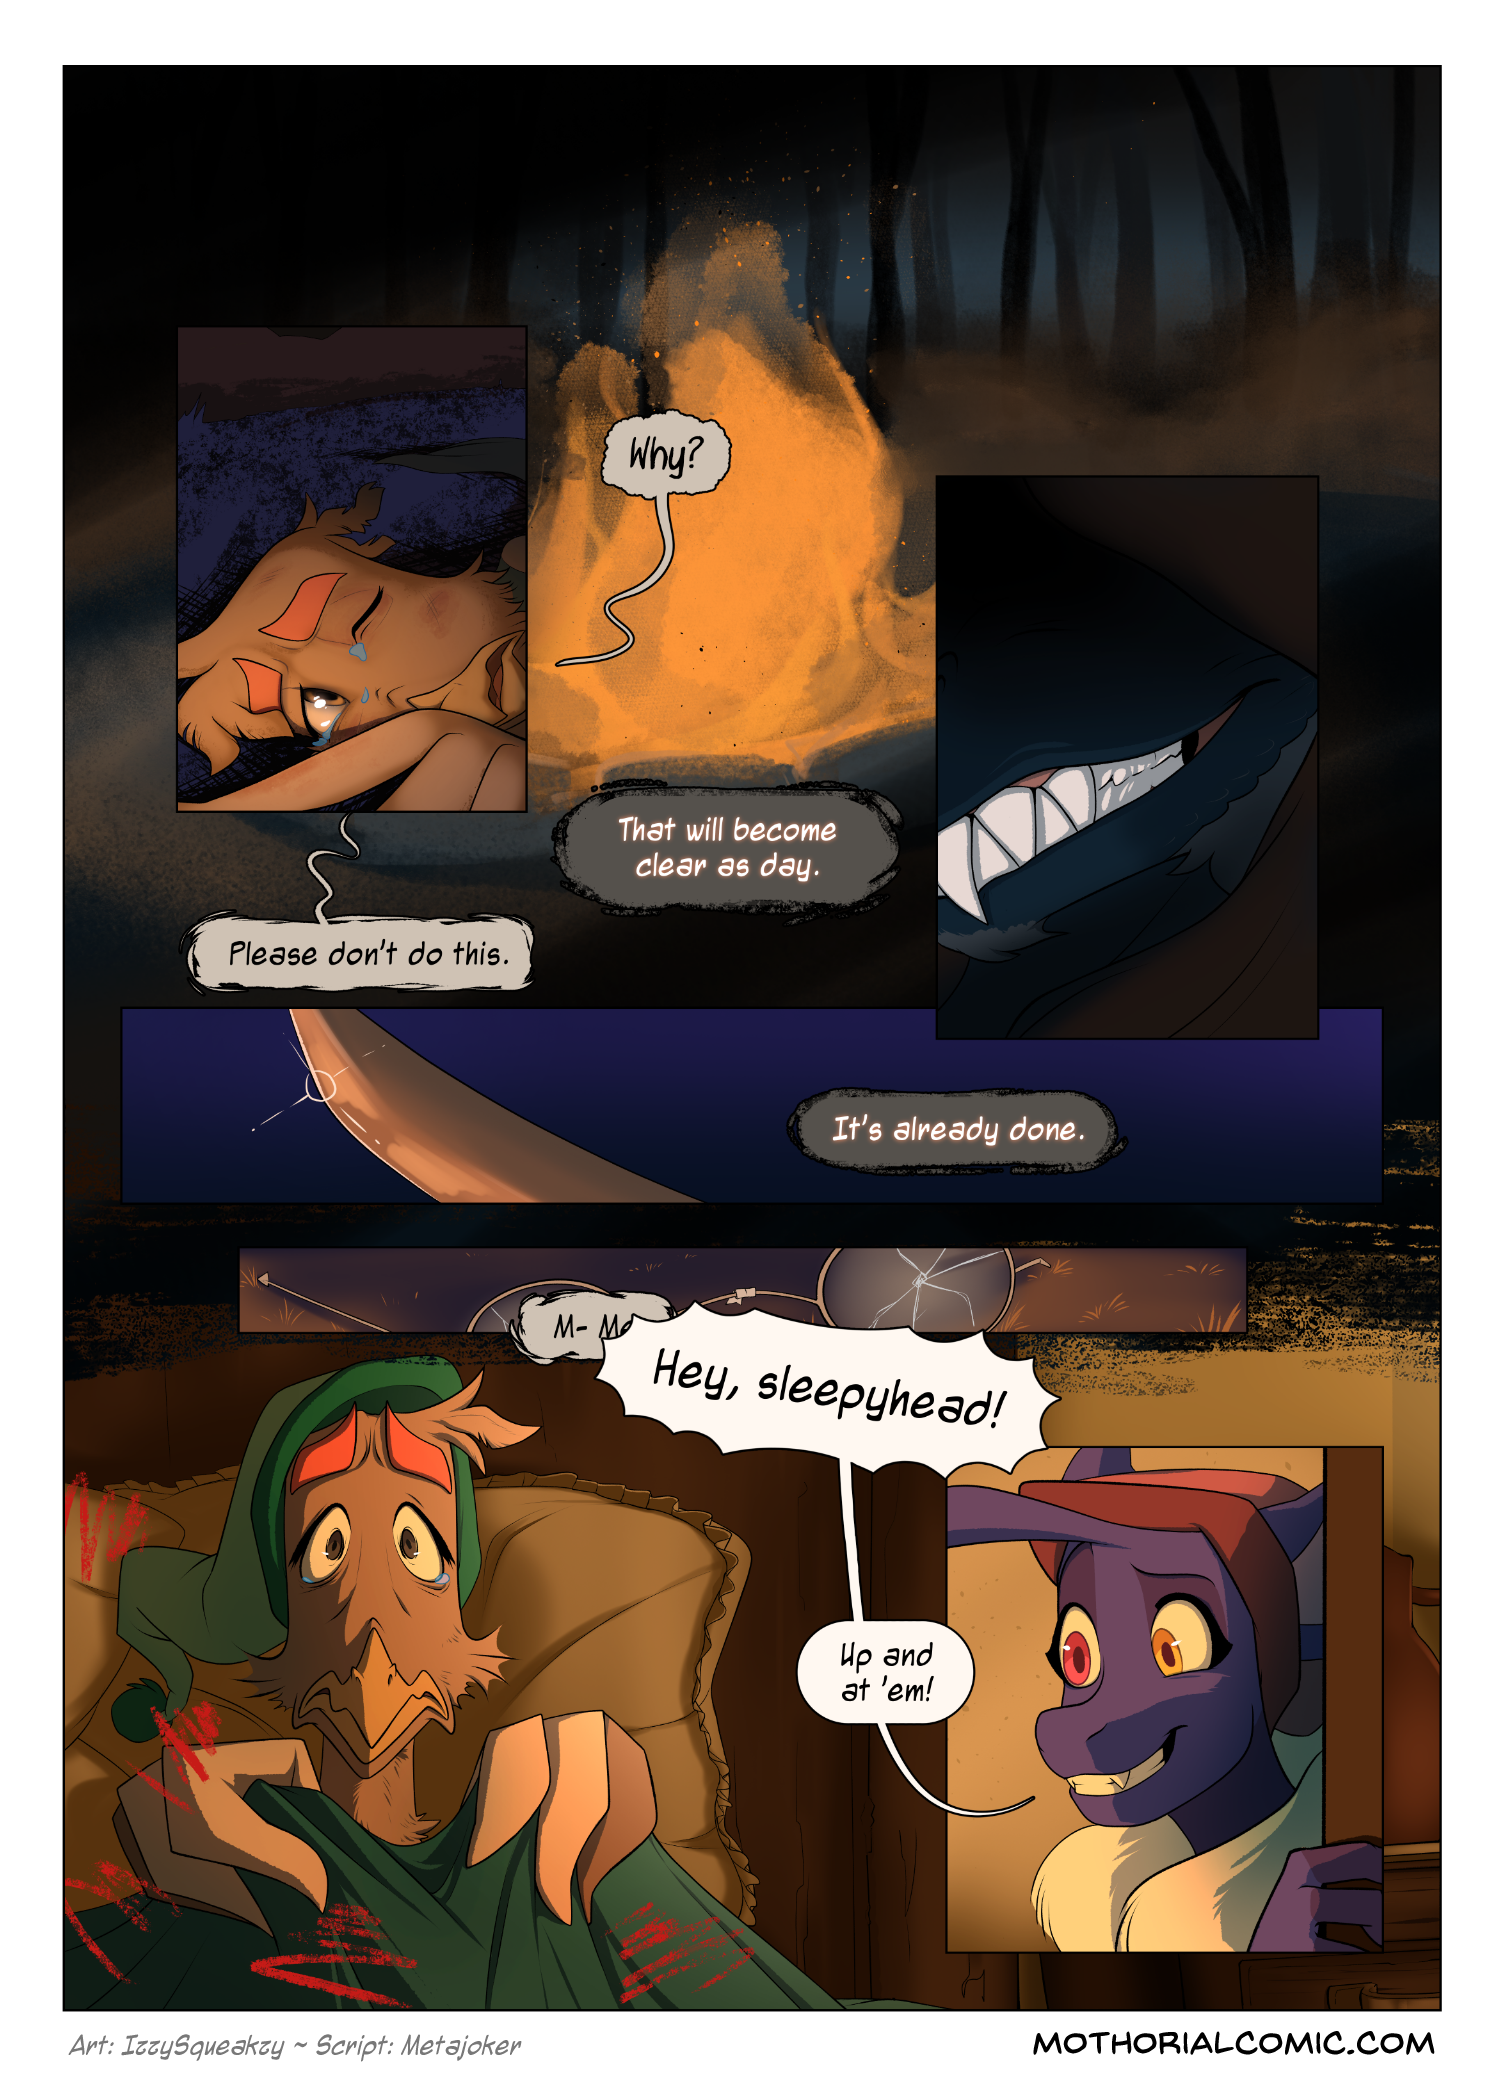 Why?
That will become
clear as day.
Please don't do this.
It's already done.
M- Me
Hey, sleepyhead!
Up and
at 'em!
Art: IzzySqueakzy ~ Script: Metajoker
MOTHORIALCOMIC.COM